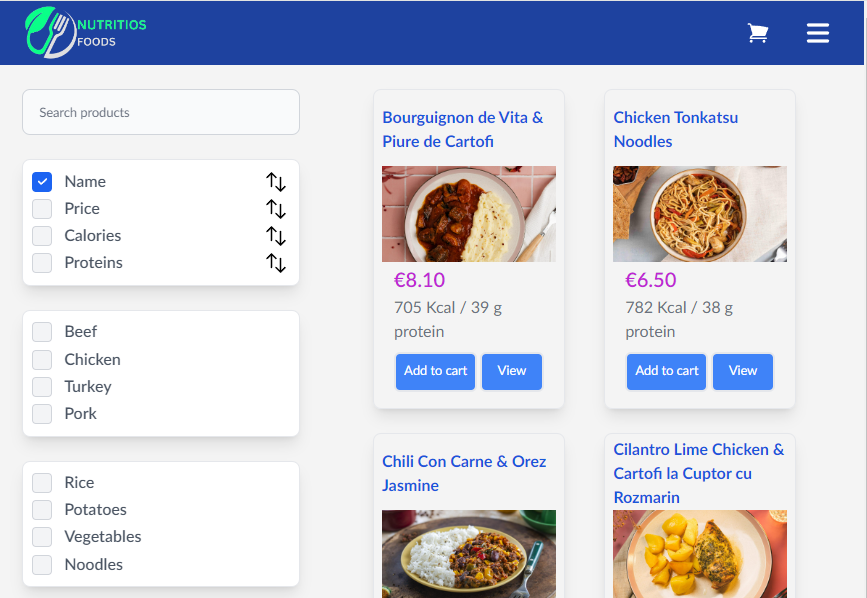 NUTRITIOS
FOODS
Search products
Name
Price
Calories
Proteins
Beef
Chicken
Turkey
Pork
Rice
Potatoes
Vegetables
Noodles
Bourguignon de Vita &
Piure de Cartofi
€8.10
705 Kcal / 39 g
protein
Add to cart
View
Chicken Tonkatsu
Noodles
€6.50
782 Kcal / 38 g
protein
Add to cart
View
Chili Con Carne & Orez
Jasmine
Cilantro Lime Chicken &
Cartofi la Cuptor cu
Rozmarin